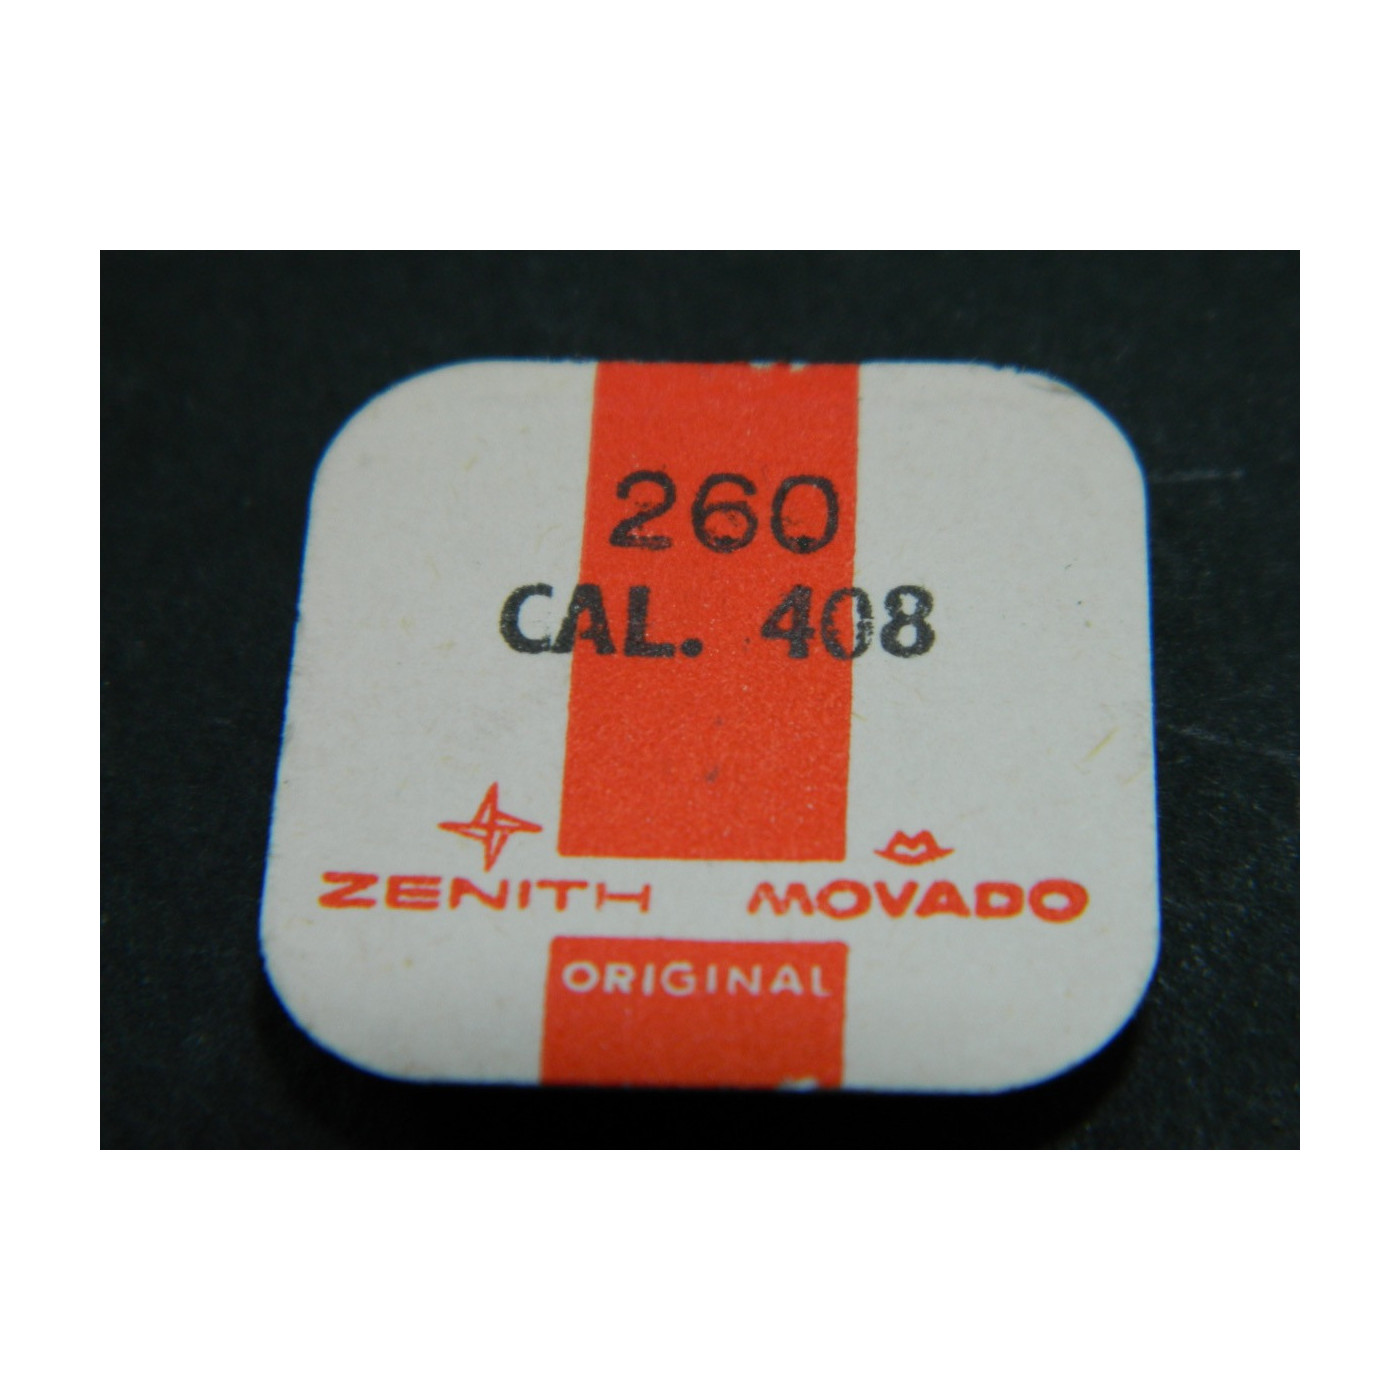 260
CAL. 408
ZENITH MOVADO
ORIGINAL